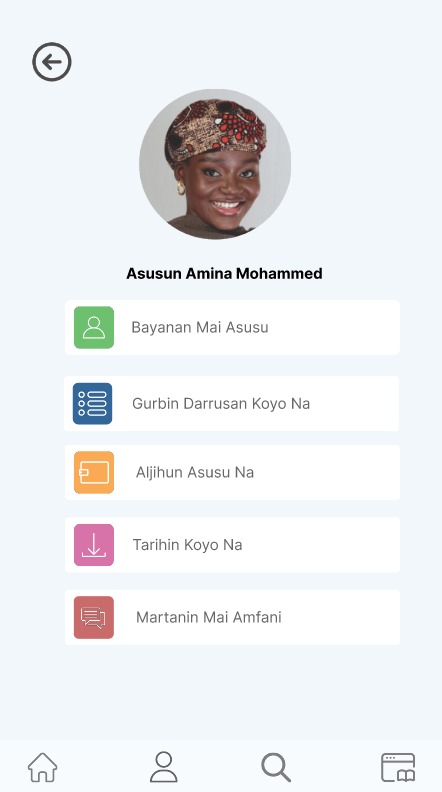 Asusun Amina Mohammed
Bayanan Mai Asusu
Gurbin Darrusan Koyo Na
Aljihun Asusu Na
Tarihin Koyo Na
Martanin Mai Amfani